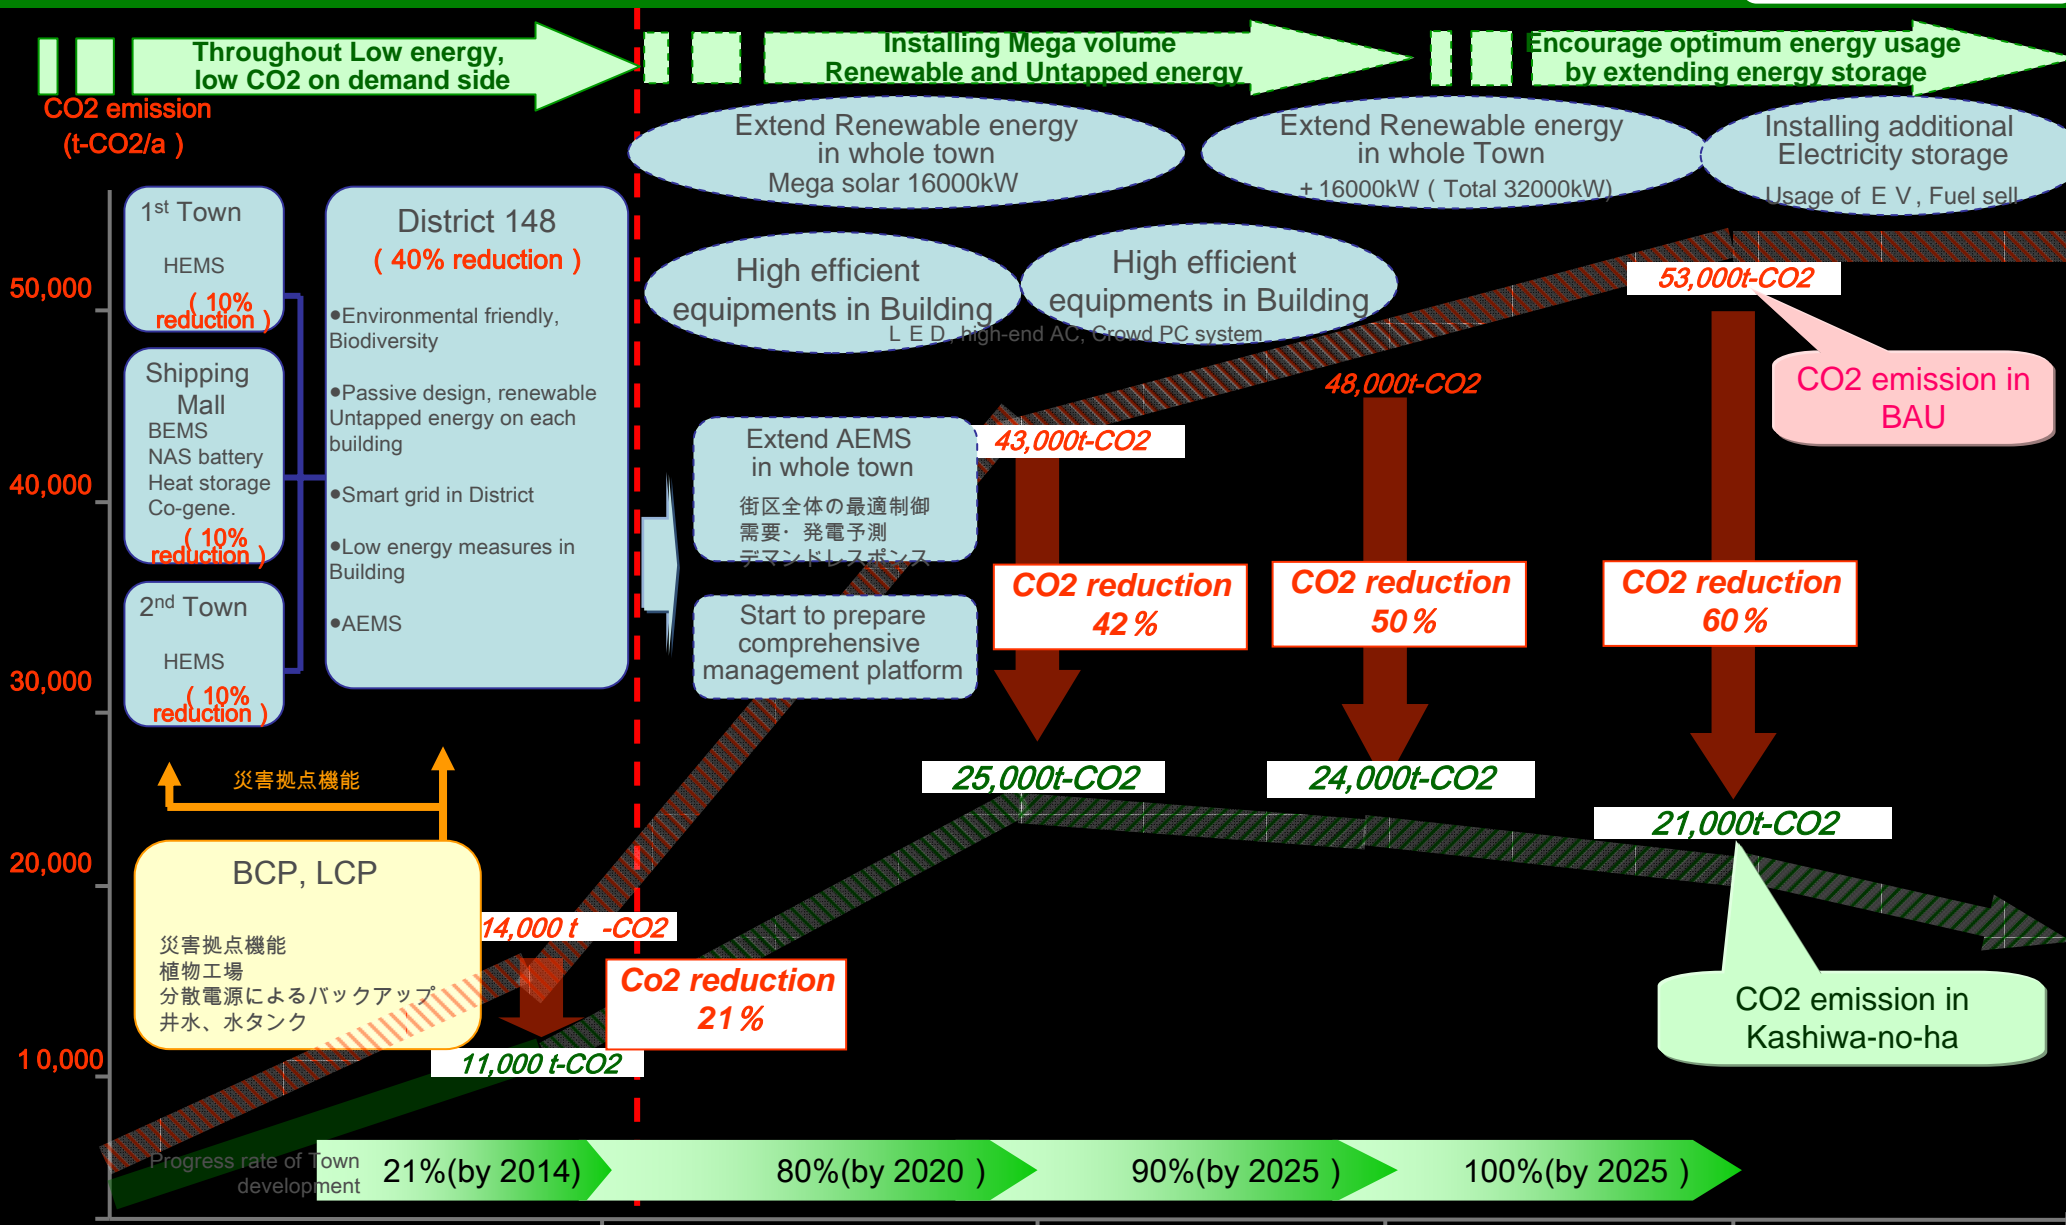 Throughout Low energy,
low CO2 on demand side
Installing Mega volume
Renewable and Untapped energy
Encourage optimum energy usage
by extending energy storage
CO2 emission
(t-CO2/a )
Extend Renewable energy
in whole town
Mega solar 16000kW
Extend Renewable energy
in whole Town
+16000kW ( Total 32000kW)
Installing additional
Electricity storage
Usage of E V , Fuel sell
1st Town
HEMS
( 10%
reduction )
District 148
( 40% reduction )
●Environmental friendly,
Biodiversity
●Passive design, renewable
Untapped energy on each
building
●Smart grid in District
●Low energy measures in
Building
●AEMS
High efficient
equipments in Building
High efficient
equipments in Building
L E D, high-end AC, Crowd PC system
50,000
40,000
30,000
20,000
10,000
Shipping
Mall
BEMS
NAS battery
Heat storage
Co-gene.
( 10%
reduction )
2nd Town
HEMS
( 10%
reduction )
Extend AEMS
in whole town
街区全体の最適制御
需要・発電予測
デマンドレスポンス
Start to prepare
comprehensive
management platform
53,000t-CO2
CO2 emission in
BAU
48,000t-CO2
43,000t-CO2
CO2 reduction
42%
CO2 reduction
50%
CO2 reduction
60%
25,000t-CO2
24,000t-CO2
21,000t-CO2
災害拠点機能
BCP, LCP
災害拠点機能
植物工場
分散電源によるバックアップ
井水、水タンク
14,000 t -CO2
Co2 reduction
21%
11,000 t-CO2
CO2 emission in
Kashiwa-no-ha
Progress rate of Town
development
21%(by 2014)
80%(by 2020 )
90%(by 2025 )
100%(by 2025 )